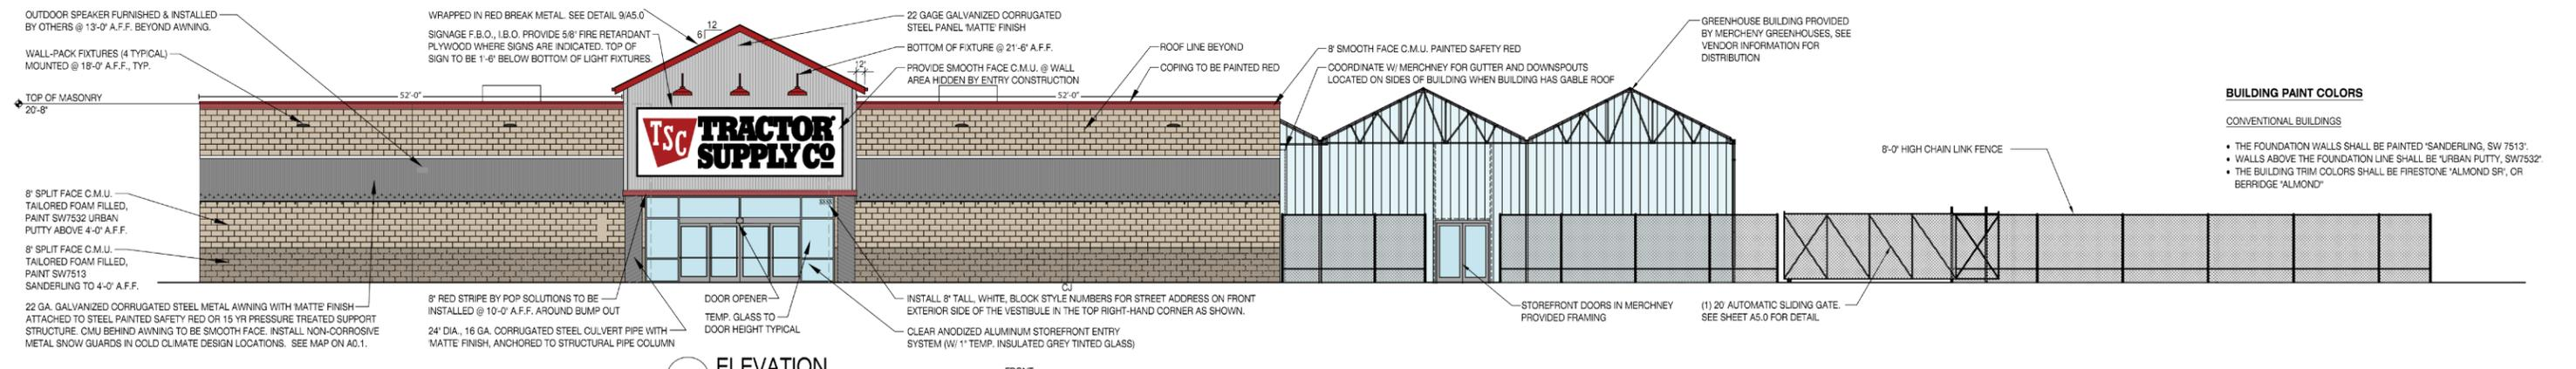 OUTDOOR SPEAKER FURNISHED & INSTALLED
BY OTHERS @ 13'-0" A.F.F. BEYOND AWNING.
WALL-PACK FIXTURES (4 TYPICAL)
MOUNTED @ 18'-0" A.F.F., TYP.
TOP OF MASONRY
20'-8"
8" SPLIT FACE C.M.U.
TAILORED FOAM FILLED,
PAINT SW7532 URBAN
PUTTY ABOVE 4'-0" A.F.F.
8" SPLIT FACE C.M.U.
TAILORED FOAM FILLED,
PAINT SW7513
SANDERLING TO 4'-0" A.F.F.
22 GA. GALVANIZED CORRUGATED STEEL METAL AWNING WITH 'MATTE' FINISH
ATTACHED TO STEEL PAINTED SAFETY RED OR 15 YR PRESSURE TREATED SUPPORT
STRUCTURE. CMU BEHIND AWNING TO BE SMOOTH FACE. INSTALL NON-CORROSIVE
METAL SNOW GUARDS IN COLD CLIMATE DESIGN LOCATIONS. SEE MAP ON A0.1.
WRAPPED IN RED BREAK METAL. SEE DETAIL 9/A5.0
SIGNAGE F.B.O., I.B.O. PROVIDE 5/8" FIRE RETARDANT
PLYWOOD WHERE SIGNS ARE INDICATED. TOP OF
SIGN TO BE 1'-6" BELOW BOTTOM OF LIGHT FIXTURES.
12
6
52'-0"
TSC TRACTOR
SUPPLY CO
8" RED STRIPE BY POP SOLUTIONS TO BE
INSTALLED @ 10'-0" A.F.F. AROUND BUMP OUT
24" DIA., 16 GA. CORRUGATED STEEL CULVERT PIPE WITH
'MATTE' FINISH, ANCHORED TO STRUCTURAL PIPE COLUMN
DOOR OPENER
TEMP. GLASS TO
DOOR HEIGHT TYPICAL
22 GAGE GALVANIZED CORRUGATED
STEEL PANEL 'MATTE' FINISH
BOTTOM OF FIXTURE @ 21'-6" A.F.F.
12"
PROVIDE SMOOTH FACE C.M.U. @ WALL
AREA HIDDEN BY ENTRY CONSTRUCTION
ROOF LINE BEYOND
COPING TO BE PAINTED RED
52'-0"
CJ
INSTALL 8" TALL, WHITE, BLOCK STYLE NUMBERS FOR STREET ADDRESS ON FRONT
EXTERIOR SIDE OF THE VESTIBULE IN THE TOP RIGHT-HAND CORNER AS SHOWN.
CLEAR ANODIZED ALUMINUM STOREFRONT ENTRY
SYSTEM (W/ 1" TEMP. INSULATED GREY TINTED GLASS)
8" SMOOTH FACE C.M.U. PAINTED SAFETY RED
COORDINATE W/ MERCHNEY FOR GUTTER AND DOWNSPOUTS
LOCATED ON SIDES OF BUILDING WHEN BUILDING HAS GABLE ROOF
GREENHOUSE BUILDING PROVIDED
BY MERCHENY GREENHOUSES, SEE
VENDOR INFORMATION FOR
DISTRIBUTION
STOREFRONT DOORS IN MERCHNEY
PROVIDED FRAMING
(1) 20' AUTOMATIC SLIDING GATE.
SEE SHEET A5.0 FOR DETAIL
8'-0" HIGH CHAIN LINK FENCE
BUILDING PAINT COLORS
CONVENTIONAL BUILDINGS
• THE FOUNDATION WALLS SHALL BE PAINTED "SANDERLING, SW 7513".
• WALLS ABOVE THE FOUNDATION LINE SHALL BE "URBAN PUTTY, SW7532".
• THE BUILDING TRIM COLORS SHALL BE FIRESTONE "ALMOND SR", OR
BERRIDGE "ALMOND"
ELEVATION
FRONT